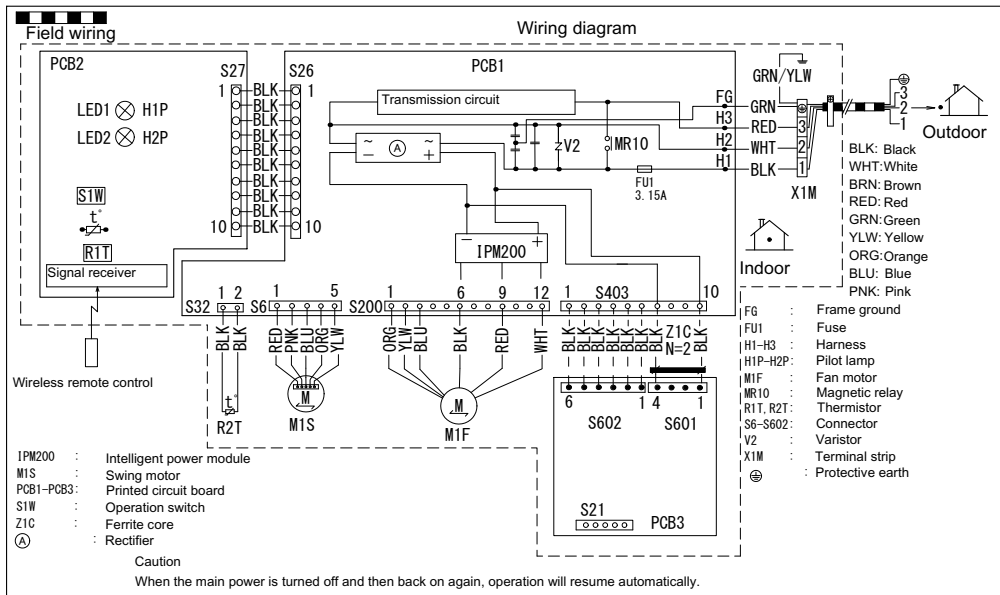 Wiring diagram
Field wiring
PCB2
S27
S26
PCB1
1
BLK
1
BLK
BLK
BLK
BLK
BLK
BLK
BLK
BLK
10
BLK
10
LED1 H1P
LED2 H2P
S1W
t°
R1T
Signal receiver
Wireless remote control
Transmission circuit
~ +
− ~
A
V2
MR10
FU1
3.15A
FG
H3
H2
H1
GRN/YLW
GRN
RED
WHT
BLK
3
2
1
X1M
3
2
1
Outdoor
Indoor
− +
IPM200
BLK: Black
WHT: White
BRN: Brown
RED: Red
GRN: Green
YLW: Yellow
ORG: Orange
BLU: Blue
PNK: Pink
S32
1 2
S6
1 5
S200
1 6 9 12
1 S403 10
BLK
BLK
RED
PNK
BLU
ORG
YLW
ORG
YLW
BLU
BLK
RED
WHT
BLK
BLK
BLK
BLK
BLK
BLK
BLK
Z1C
N=2
BLK
t°
R2T
M
M1S
M
M1F
6 1 4 1
S602 S601
S21
PCB3
FG : Frame ground
FU1 : Fuse
H1-H3 : Harness
H1P-H2P : Pilot lamp
M1F : Fan motor
MR10 : Magnetic relay
R1T, R2T: Thermistor
S6-S602: Connector
V2 : Varistor
X1M : Terminal strip
: Protective earth
IPM200 : Intelligent power module
M1S : Swing motor
PCB1-PCB3: Printed circuit board
S1W : Operation switch
Z1C : Ferrite core
A : Rectifier
Caution
When the main power is turned off and then back on again, operation will resume automatically.